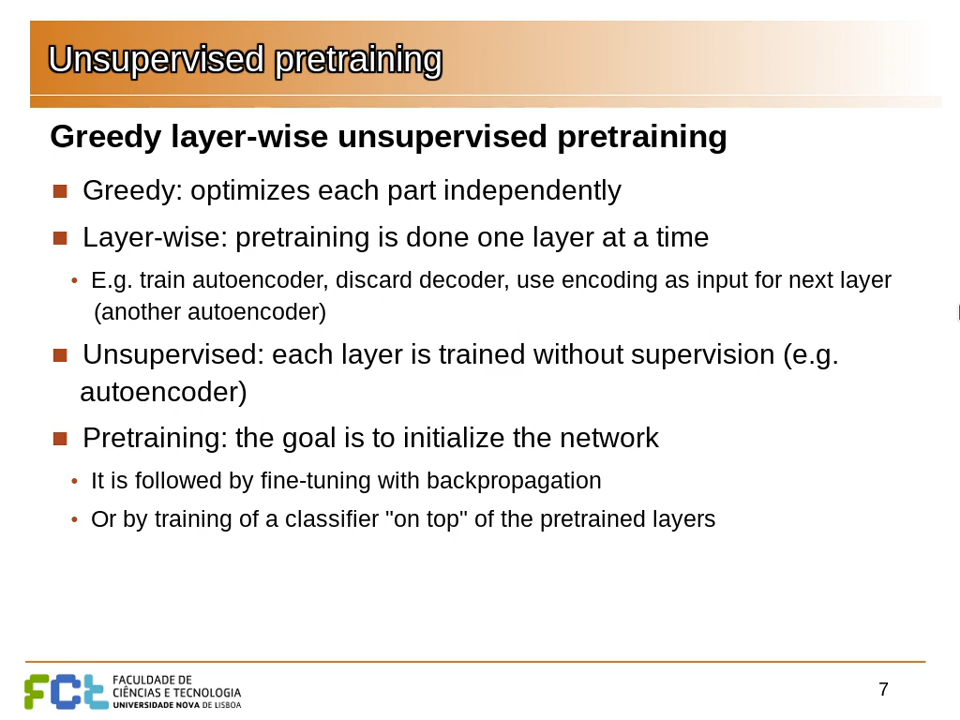 Unsupervised pretraining
Greedy layer-wise unsupervised pretraining
Greedy: optimizes each part independently
Layer-wise: pretraining is done one layer at a time
• E.g. train autoencoder, discard decoder, use encoding as input for next layer
(another autoencoder)
Unsupervised: each layer is trained without supervision (e.g.
autoencoder)
Pretraining: the goal is to initialize the network
• It is followed by fine-tuning with backpropagation
• Or by training of a classifier "on top" of the pretrained layers
FCt
FACULDADE DE
CIÊNCIAS E TECNOLOGIA
UNIVERSIDADE NOVA DE LISBOA
7